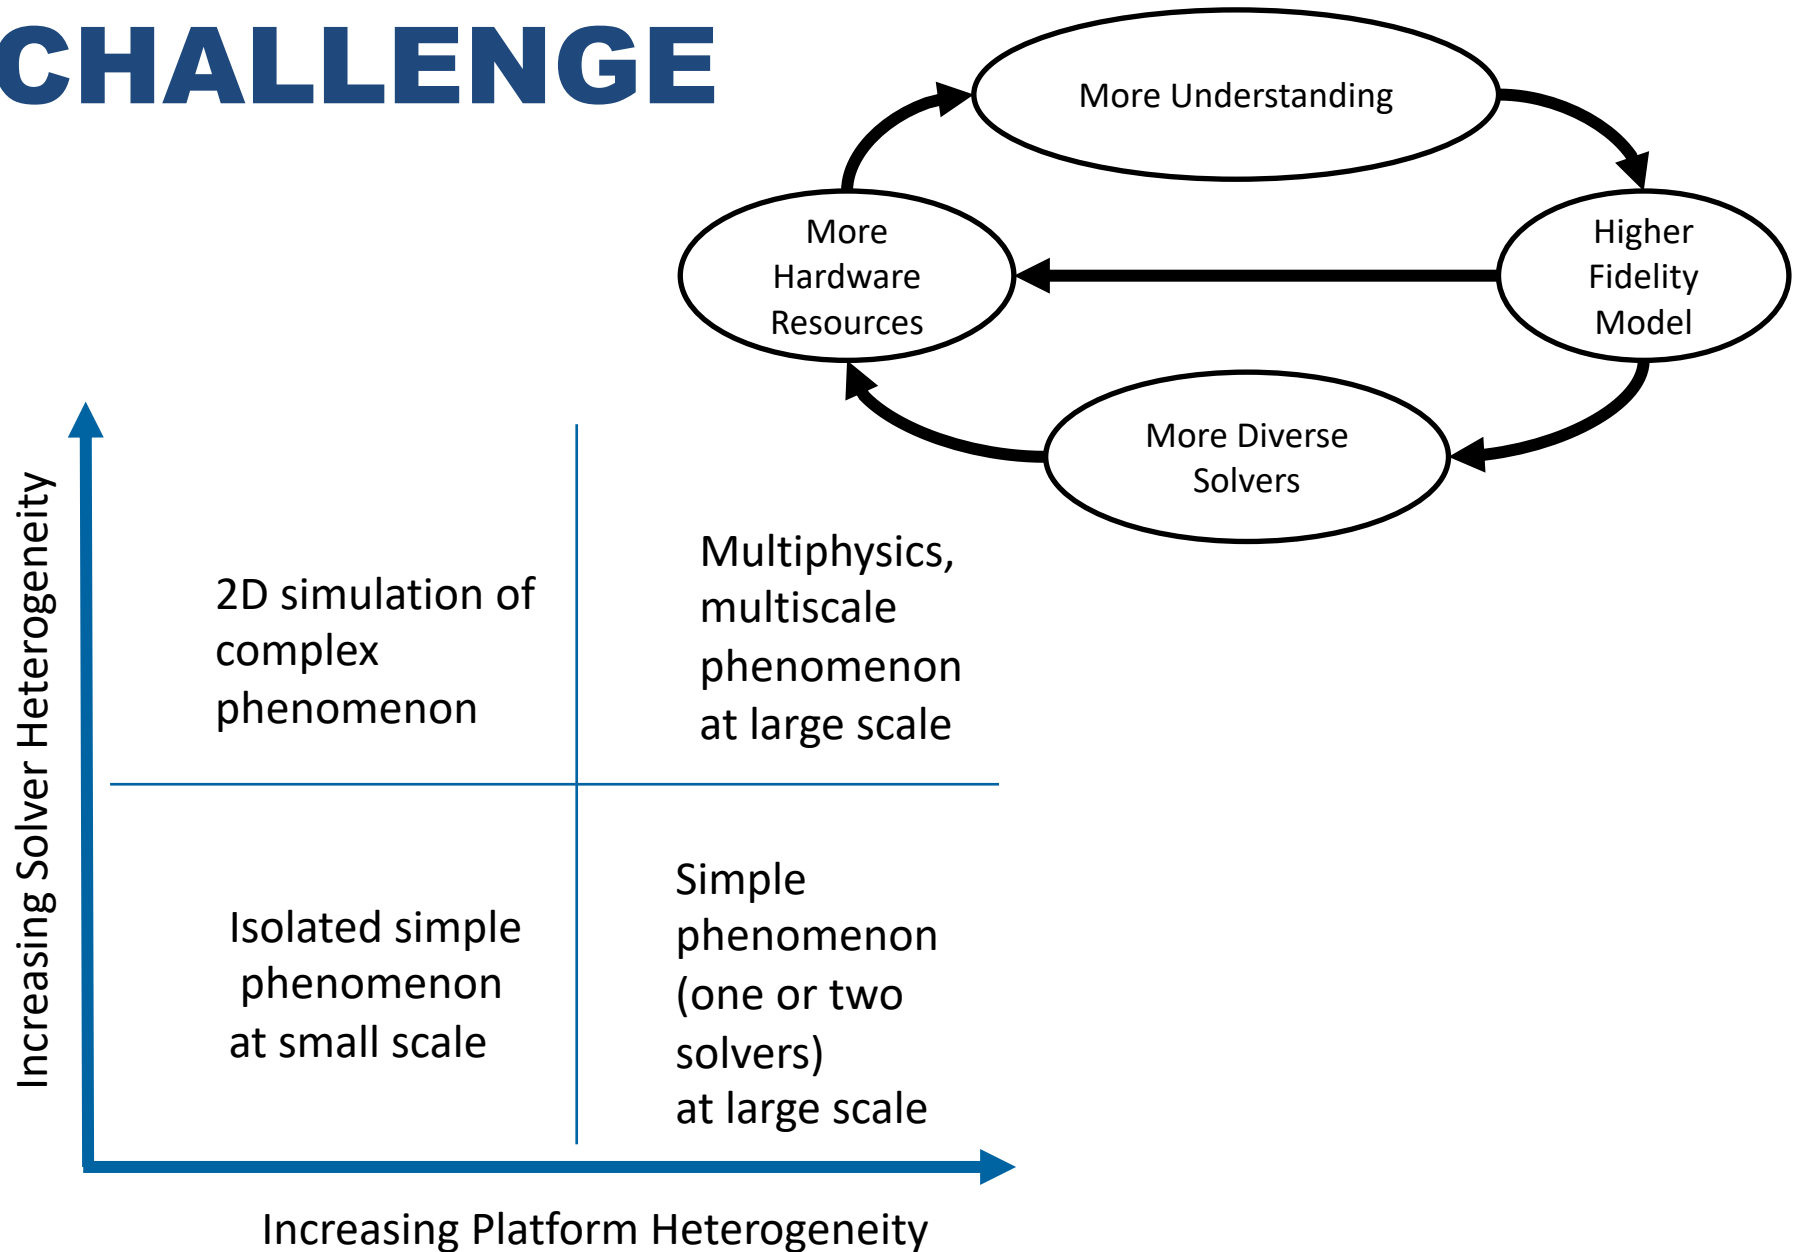 CHALLENGE
More Understanding
More
Hardware
Resources
Higher
Fidelity
Model
More Diverse
Solvers
Increasing Solver Heterogeneity
2D simulation of
complex
phenomenon
Multiphysics,
multiscale
phenomenon
at large scale
Isolated simple
phenomenon
at small scale
Simple
phenomenon
(one or two
solvers)
at large scale
Increasing Platform Heterogeneity